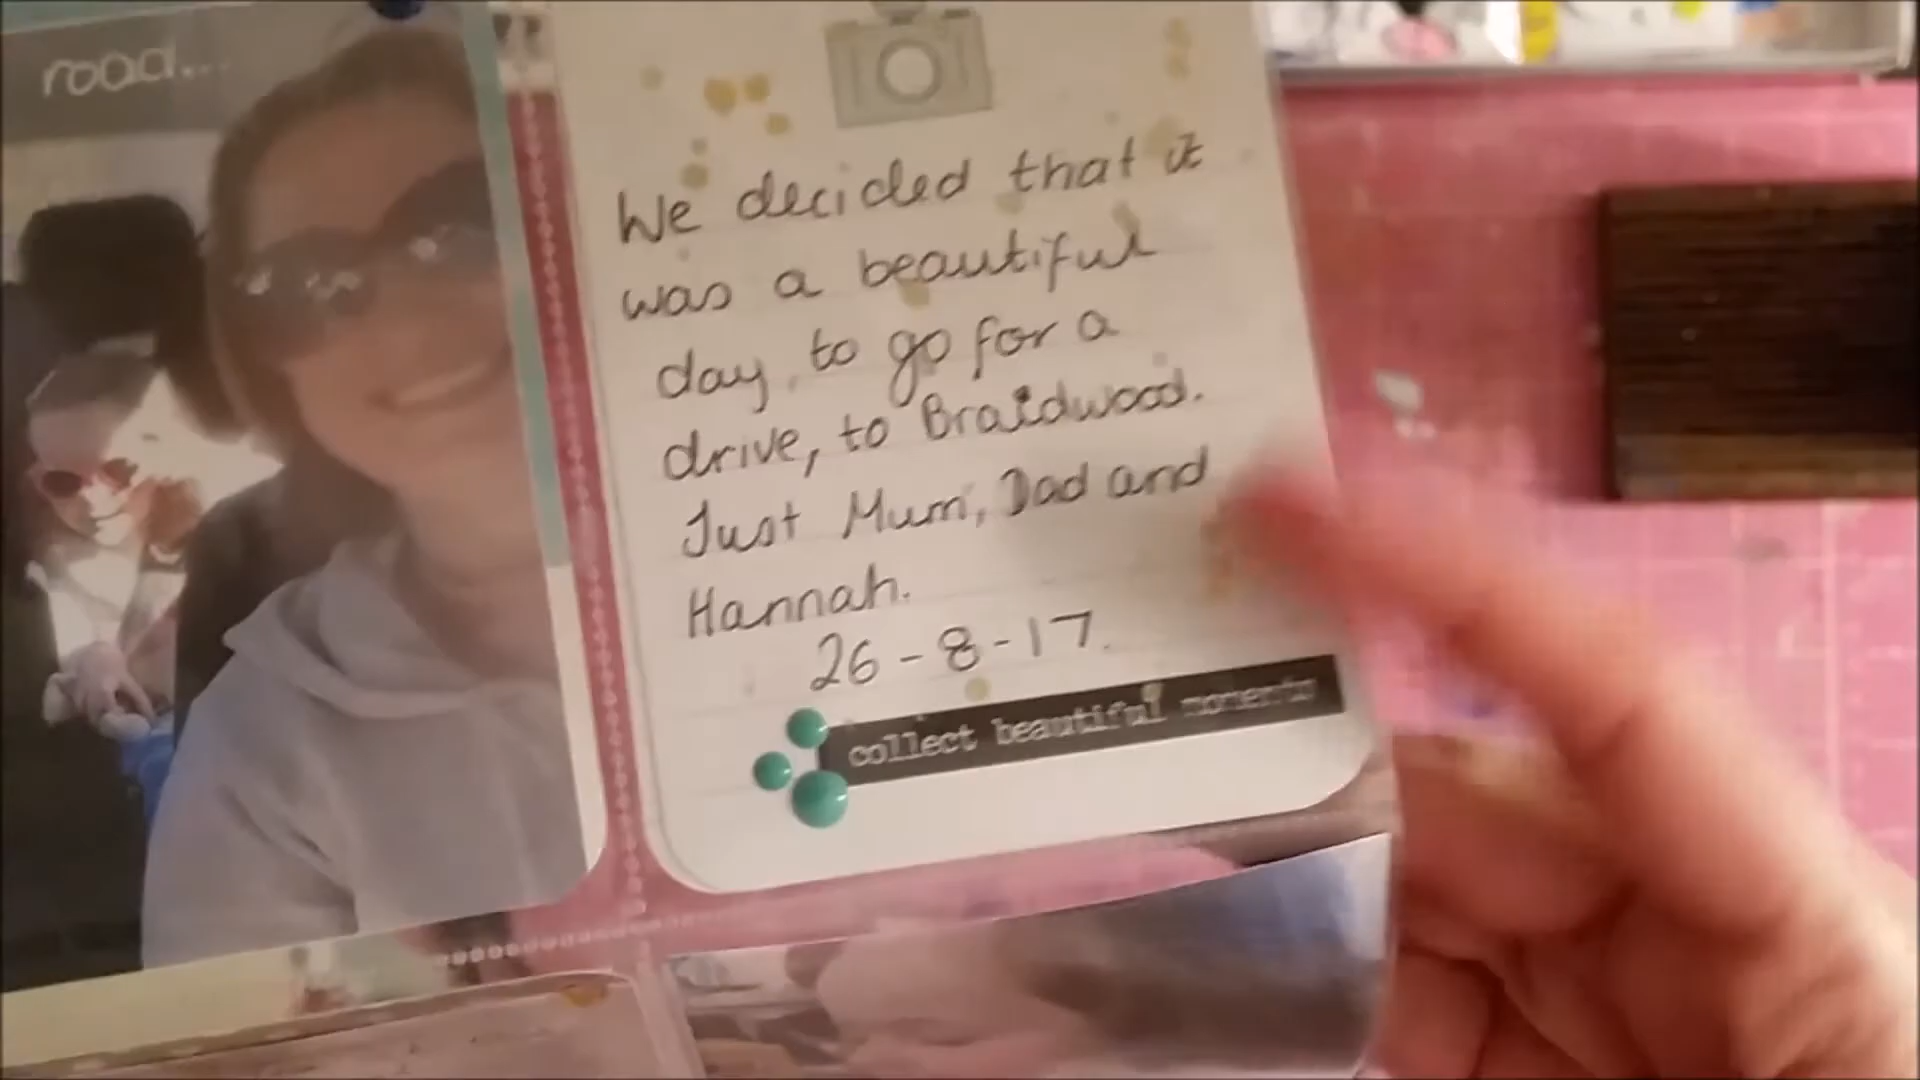 road...
We decided that it
was a beautiful
day, to go for a
drive, to Braidwood.
Just Mum, Dad and
Hannah.
26-8-17.
collect beautiful moments